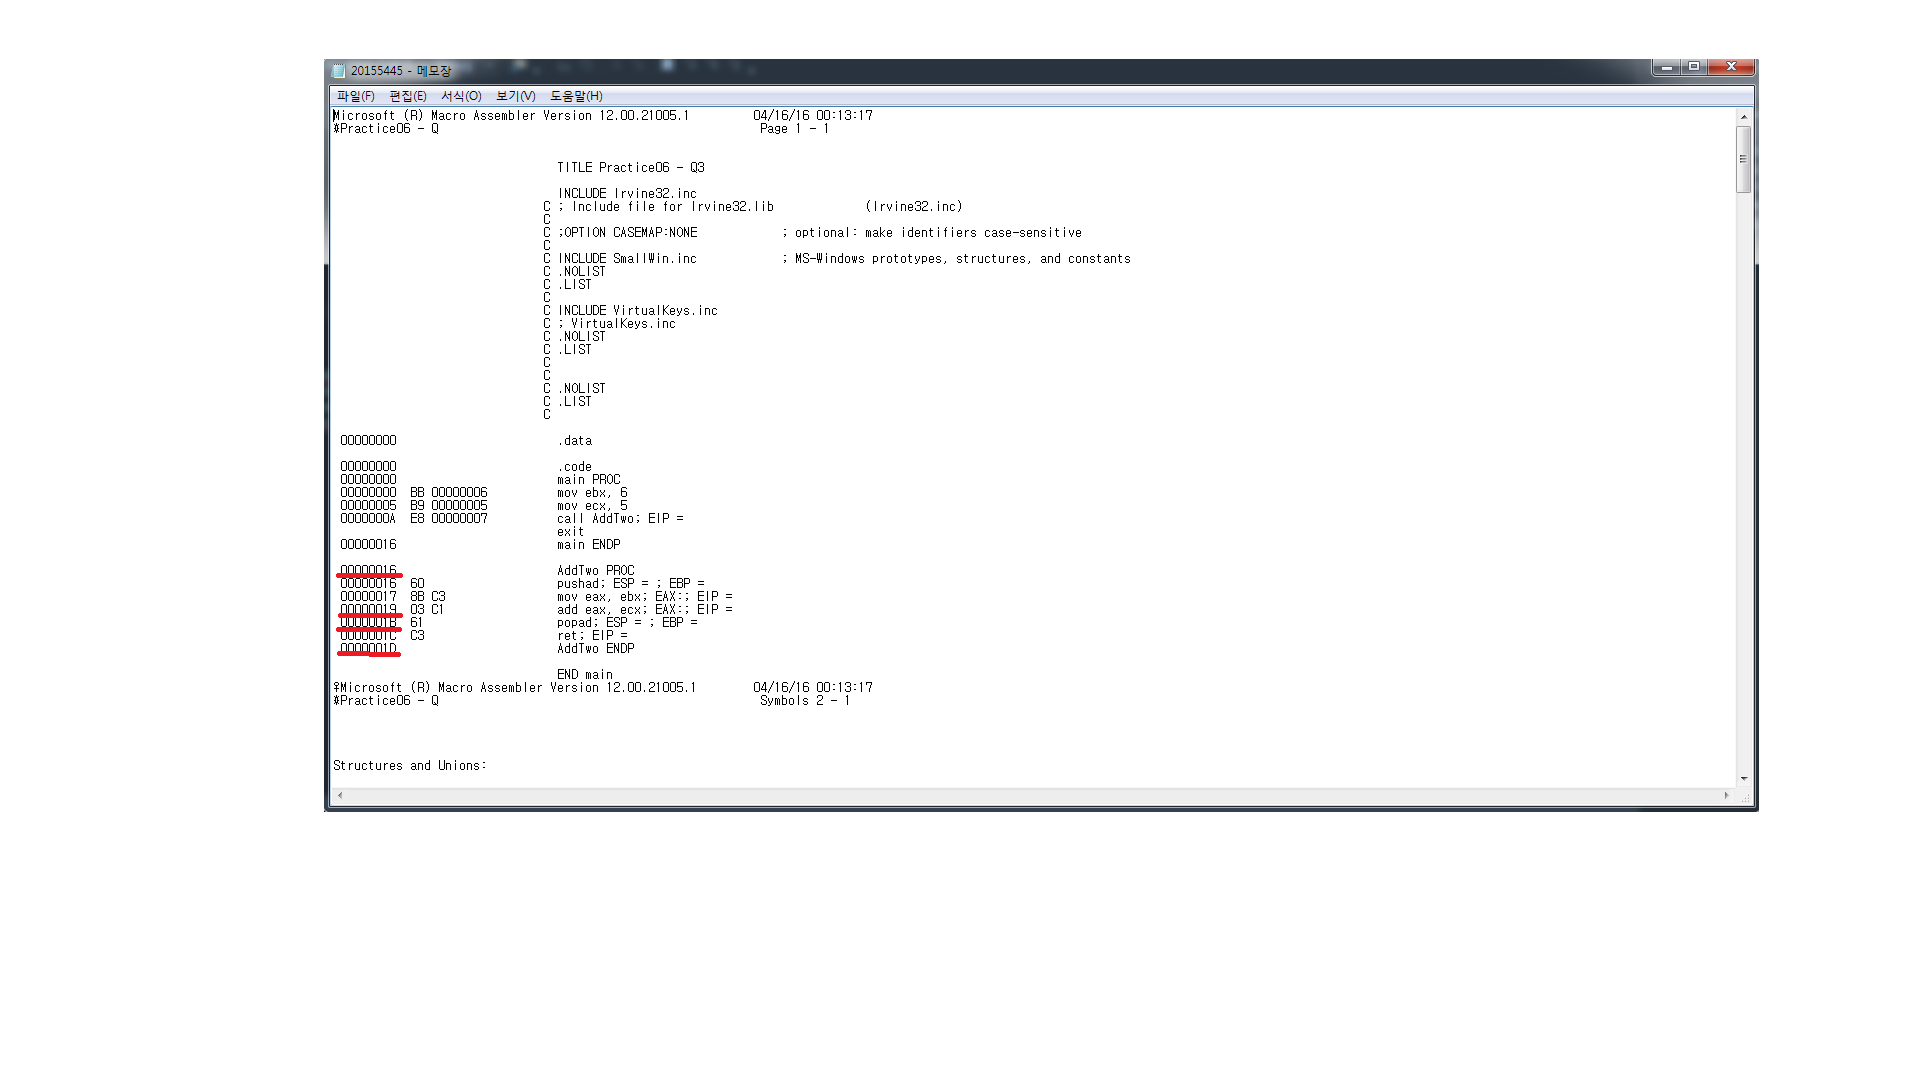 20155445 - 메모장
파일(F) 편집(E) 서식(O) 보기(V) 도움말(H)
Microsoft (R) Macro Assembler Version 12.00.21005.1 04/16/16 00:13:17
#Practice06 - Q Page 1 - 1
TITLE Practice06 - Q3
INCLUDE Irvine32.inc
C ; Include file for Irvine32.lib (Irvine32.inc)
C
C ;OPTION CASEMAP:NONE ; optional: make identifiers case-sensitive
C
C INCLUDE SmallWin.inc ; MS-Windows prototypes, structures, and constants
C .NOLIST
C .LIST
C
C INCLUDE VirtualKeys.inc
C ; VirtualKeys.inc
C .NOLIST
C .LIST
C
C
C .NOLIST
C .LIST
C
00000000 .data
00000000 .code
00000000 main PROC
00000000 BB 00000006 mov ebx, 6
00000005 B9 00000005 mov ecx, 5
0000000A E8 00000007 call AddTwo; EIP =
exit
00000016 main ENDP
00000016 AddTwo PROC
00000016 60 pushad; ESP = ; EBP =
00000017 8B C3 mov eax, ebx; EAX:; EIP =
00000019 03 C1 add eax, ecx; EAX:; EIP =
0000001B 61 popad; ESP = ; EBP =
0000001C C3 ret; EIP =
0000001D AddTwo ENDP
END main
♀Microsoft (R) Macro Assembler Version 12.00.21005.1 04/16/16 00:13:17
#Practice06 - Q Symbols 2 - 1
Structures and Unions: